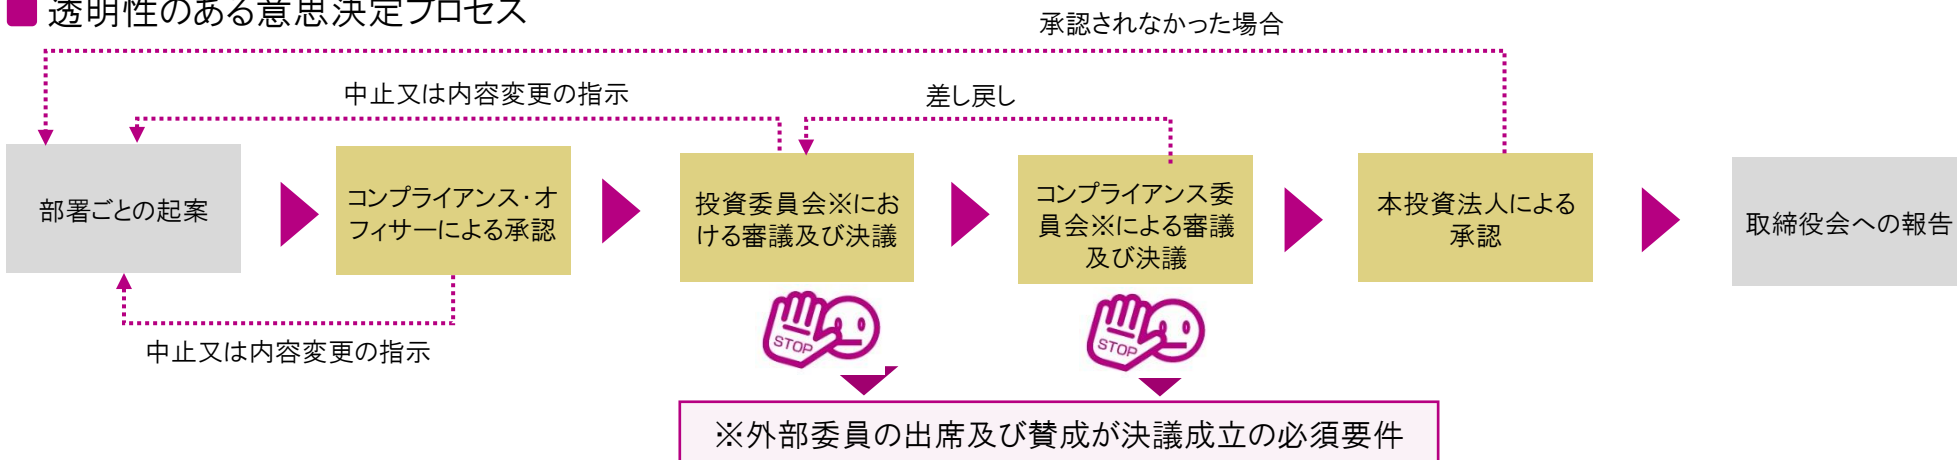 透明性のある意思決定プロセス
承認されなかった場合
中止又は内容変更の指示
差し戻し
部署ごとの起案
コンプライアンス・オ
フィサーによる承認
投資委員会※にお
ける審議及び決議
コンプライアンス委
員会※による審議
及び決議
本投資法人による
承認
取締役会への報告
中止又は内容変更の指示
STOP
STOP
※外部委員の出席及び賛成が決議成立の必須要件